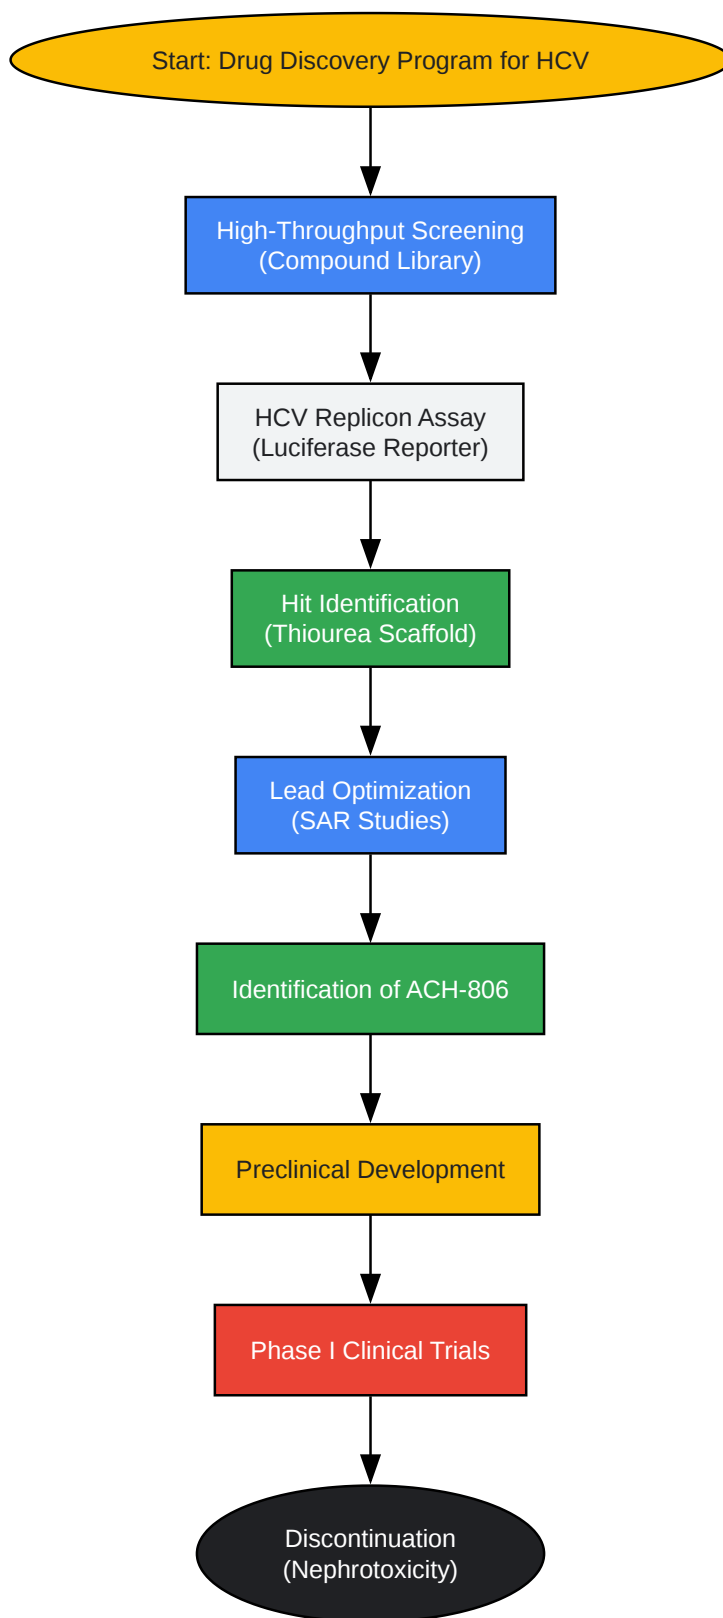 Start: Drug Discovery Program for HCV
High-Throughput Screening
(Compound Library)
HCV Replicon Assay
(Luciferase Reporter)
Hit Identification
(Thiourea Scaffold)
Lead Optimization
(SAR Studies)
Identification of ACH-806
Preclinical Development
Phase I Clinical Trials
Discontinuation
(Nephrotoxicity)